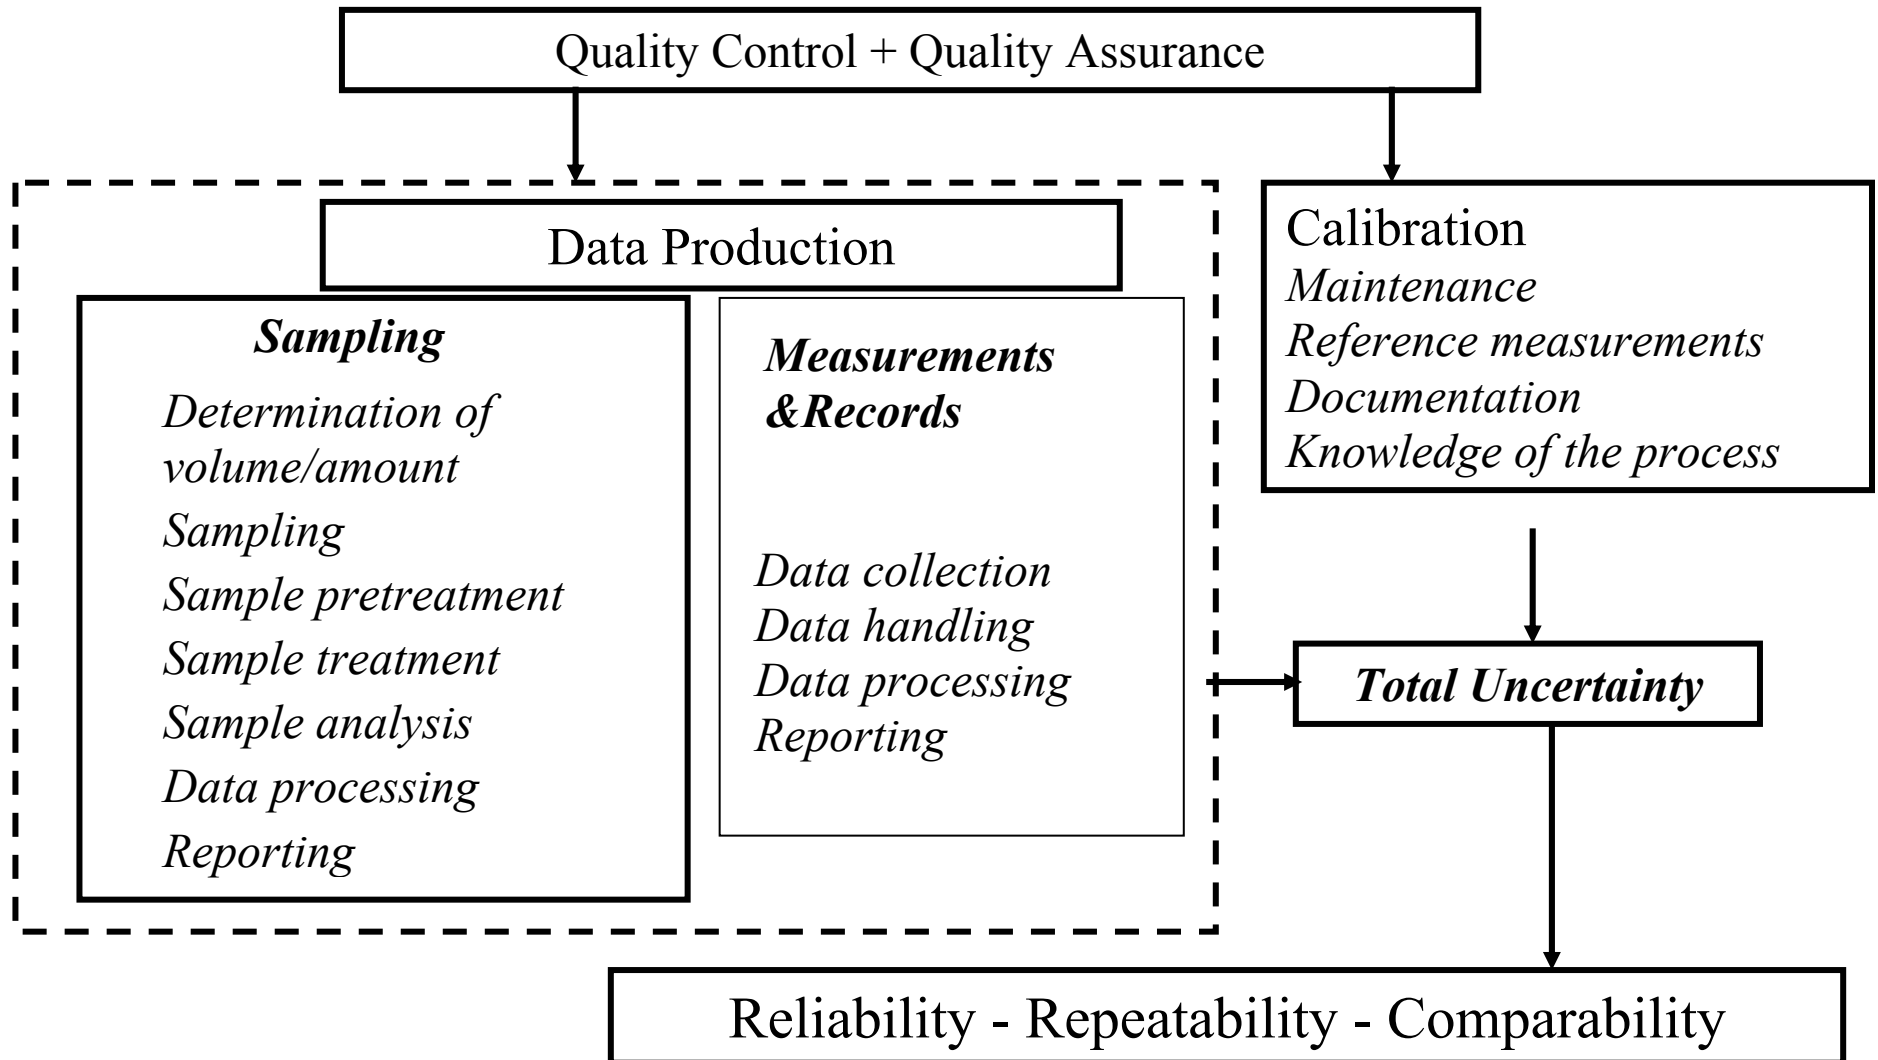 Quality Control + Quality Assurance
Data Production
Sampling
Determination of
volume/amount
Sampling
Sample pretreatment
Sample treatment
Sample analysis
Data processing
Reporting
Measurements
&Records
Data collection
Data handling
Data processing
Reporting
Calibration
Maintenance
Reference measurements
Documentation
Knowledge of the process
Total Uncertainty
Reliability - Repeatability - Comparability